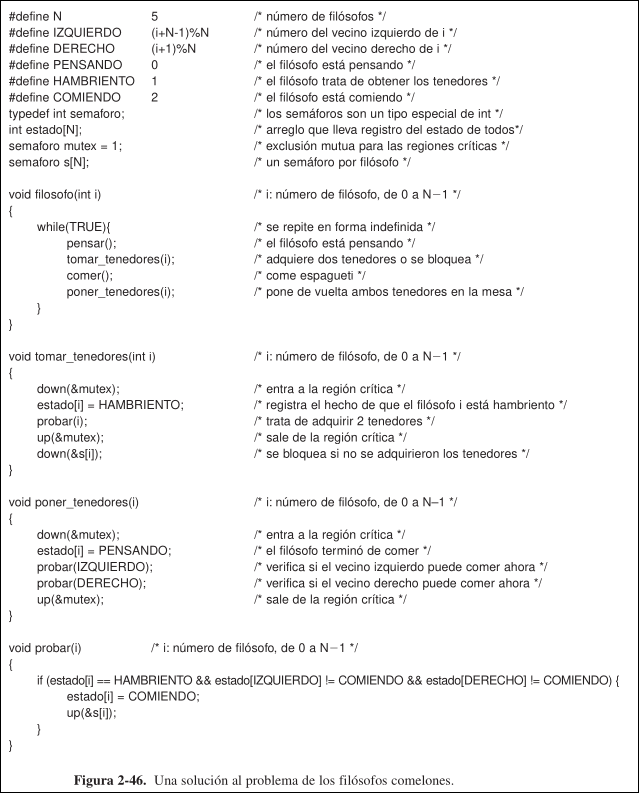 #define N 5 /* número de filósofos */
#define IZQUIERDO (i+N-1)%N /* número del vecino izquierdo de i */
#define DERECHO (i+1)%N /* número del vecino derecho de i */
#define PENSANDO 0 /* el filósofo está pensando */
#define HAMBRIENTO 1 /* el filósofo trata de obtener los tenedores */
#define COMIENDO 2 /* el filósofo está comiendo */
typedef int semaforo; /* los semáforos son un tipo especial de int */
int estado[N]; /* arreglo que lleva registro del estado de todos*/
semaforo mutex = 1; /* exclusión mutua para las regiones críticas */
semaforo s[N]; /* un semáforo por filósofo */
void filosofo(int i) /* i: número de filósofo, de 0 a N−1 */
{
while(TRUE){ /* se repite en forma indefinida */
pensar(); /* el filósofo está pensando */
tomar_tenedores(i); /* adquiere dos tenedores o se bloquea */
comer(); /* come espagueti */
poner_tenedores(i); /* pone de vuelta ambos tenedores en la mesa */
}
}
void tomar_tenedores(int i) /* i: número de filósofo, de 0 a N−1 */
{
down(&mutex); /* entra a la región crítica */
estado[i] = HAMBRIENTO; /* registra el hecho de que el filósofo i está hambriento */
probar(i); /* trata de adquirir 2 tenedores */
up(&mutex); /* sale de la región crítica */
down(&s[i]); /* se bloquea si no se adquirieron los tenedores */
}
void poner_tenedores(i) /* i: número de filósofo, de 0 a N–1 */
{
down(&mutex); /* entra a la región crítica */
estado[i] = PENSANDO; /* el filósofo terminó de comer */
probar(IZQUIERDO); /* verifica si el vecino izquierdo puede comer ahora */
probar(DERECHO); /* verifica si el vecino derecho puede comer ahora */
up(&mutex); /* sale de la región crítica */
}
void probar(i) /* i: número de filósofo, de 0 a N−1 */
{
if (estado[i] == HAMBRIENTO && estado[IZQUIERDO] != COMIENDO && estado[DERECHO] != COMIENDO) {
estado[i] = COMIENDO;
up(&s[i]);
}
}
Figura 2-46. Una solución al problema de los filósofos comelones.